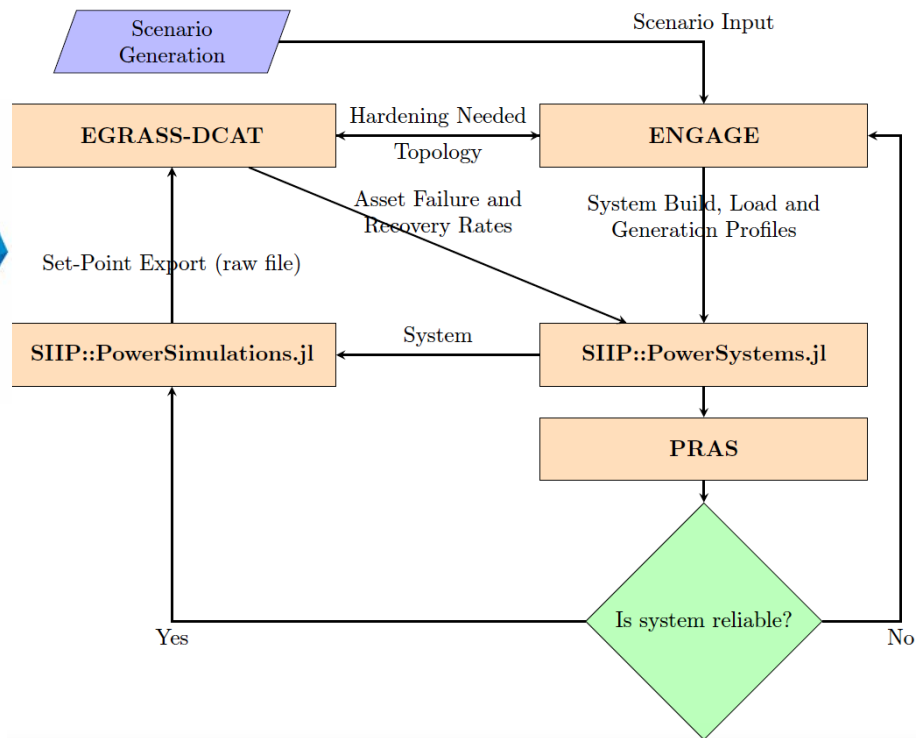 Scenario
Generation
Scenario Input
EGRASS-DCAT
Hardening Needed
Topology
ENGAGE
Asset Failure and
Recovery Rates
System Build, Load and
Generation Profiles
Set-Point Export (raw file)
SIIP::PowerSimulations.jl
System
SIIP::PowerSystems.jl
PRAS
Is system reliable?
Yes
No